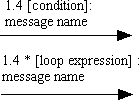 1.4 [condition]:
message name
1.4 * [loop expression] :
message name